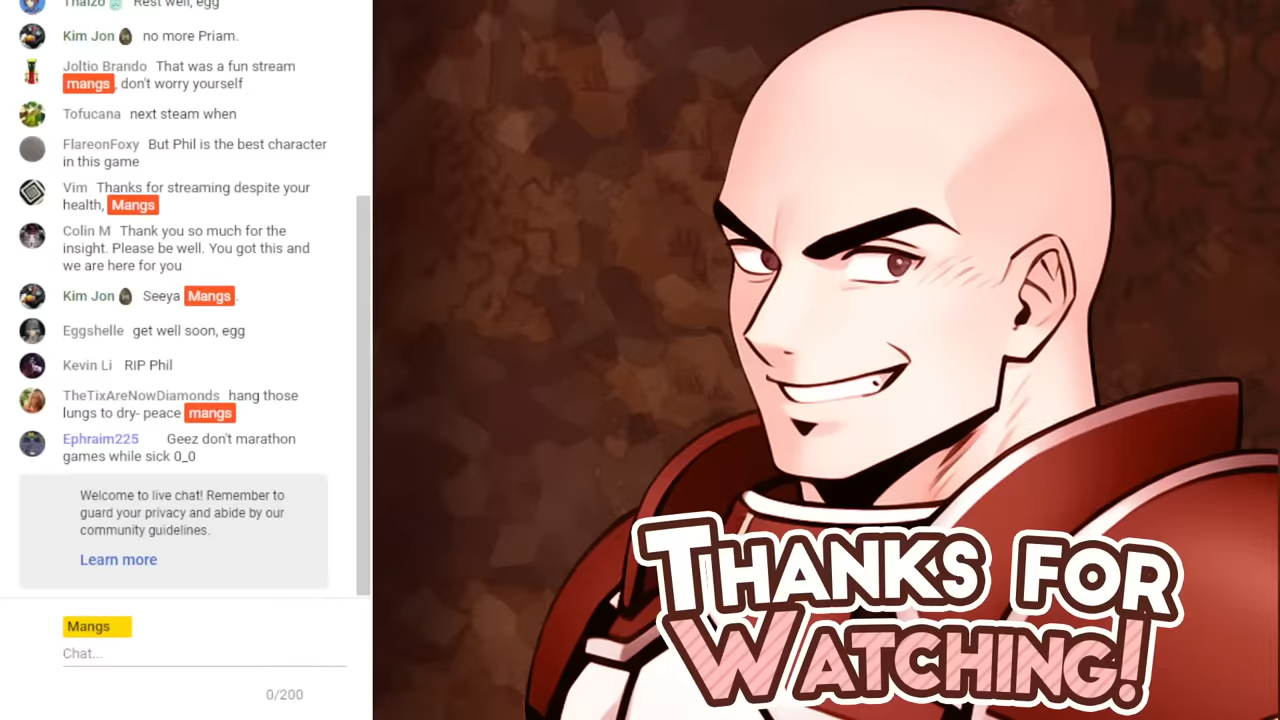 Thalzo Rest well, egg
Kim Jon no more Priam.
Joltio Brando That was a fun stream
mangs, don't worry yourself
Tofucana next steam when
FlareonFoxy But Phil is the best character
in this game
Vim Thanks for streaming despite your
health, Mangs
Colin M Thank you so much for the
insight. Please be well. You got this and
we are here for you
Kim Jon Seeya Mangs.
Eggshelle get well soon, egg
Kevin Li RIP Phil
TheTixAreNowDiamonds hang those
lungs to dry- peace mangs
Ephraim225 Geez don't marathon
games while sick 0_0
Welcome to live chat! Remember to
guard your privacy and abide by our
community guidelines.
Learn more
Mangs
Chat...
0/200
THANKS FOR
WATCHING!